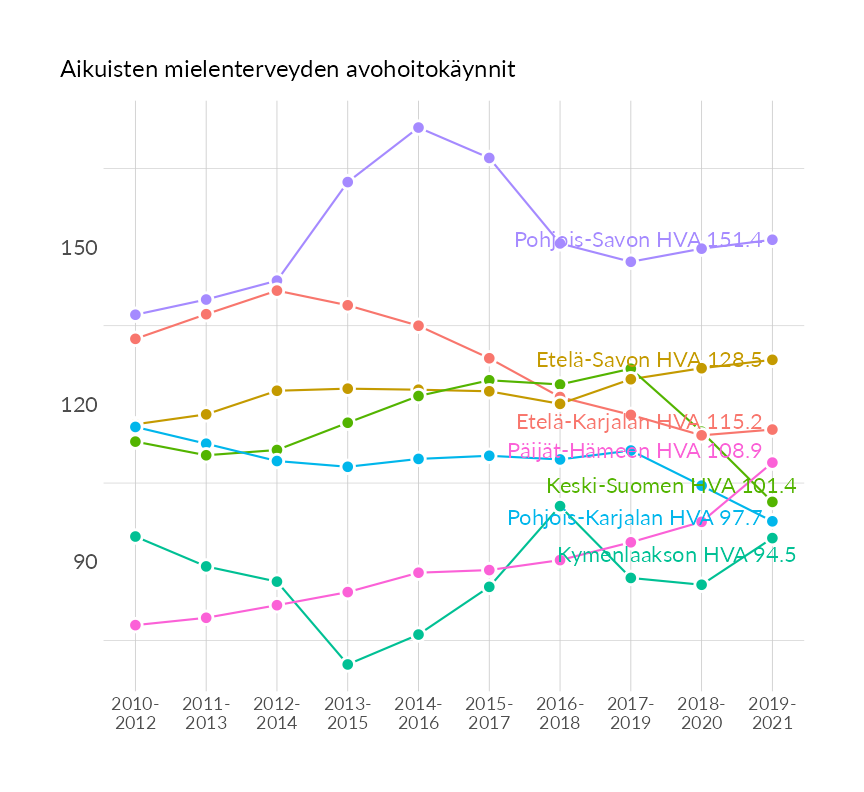 Aikuisten mielenterveyden avohoitokäynnit
150
120
90
Pohjois-Savon HVA 151.4
Etelä-Savon HVA 128.5
Etelä-Karjalan HVA 115.2
Päijät-Hämeen HVA 108.9
Keski-Suomen HVA 101.4
Pohjois-Karjalan HVA 97.7
Kymenlaakson HVA 94.5
2010- 2011- 2012- 2013- 2014- 2015- 2016- 2017- 2018- 2019-
2012 2013 2014 2015 2016 2017 2018 2019 2020 2021